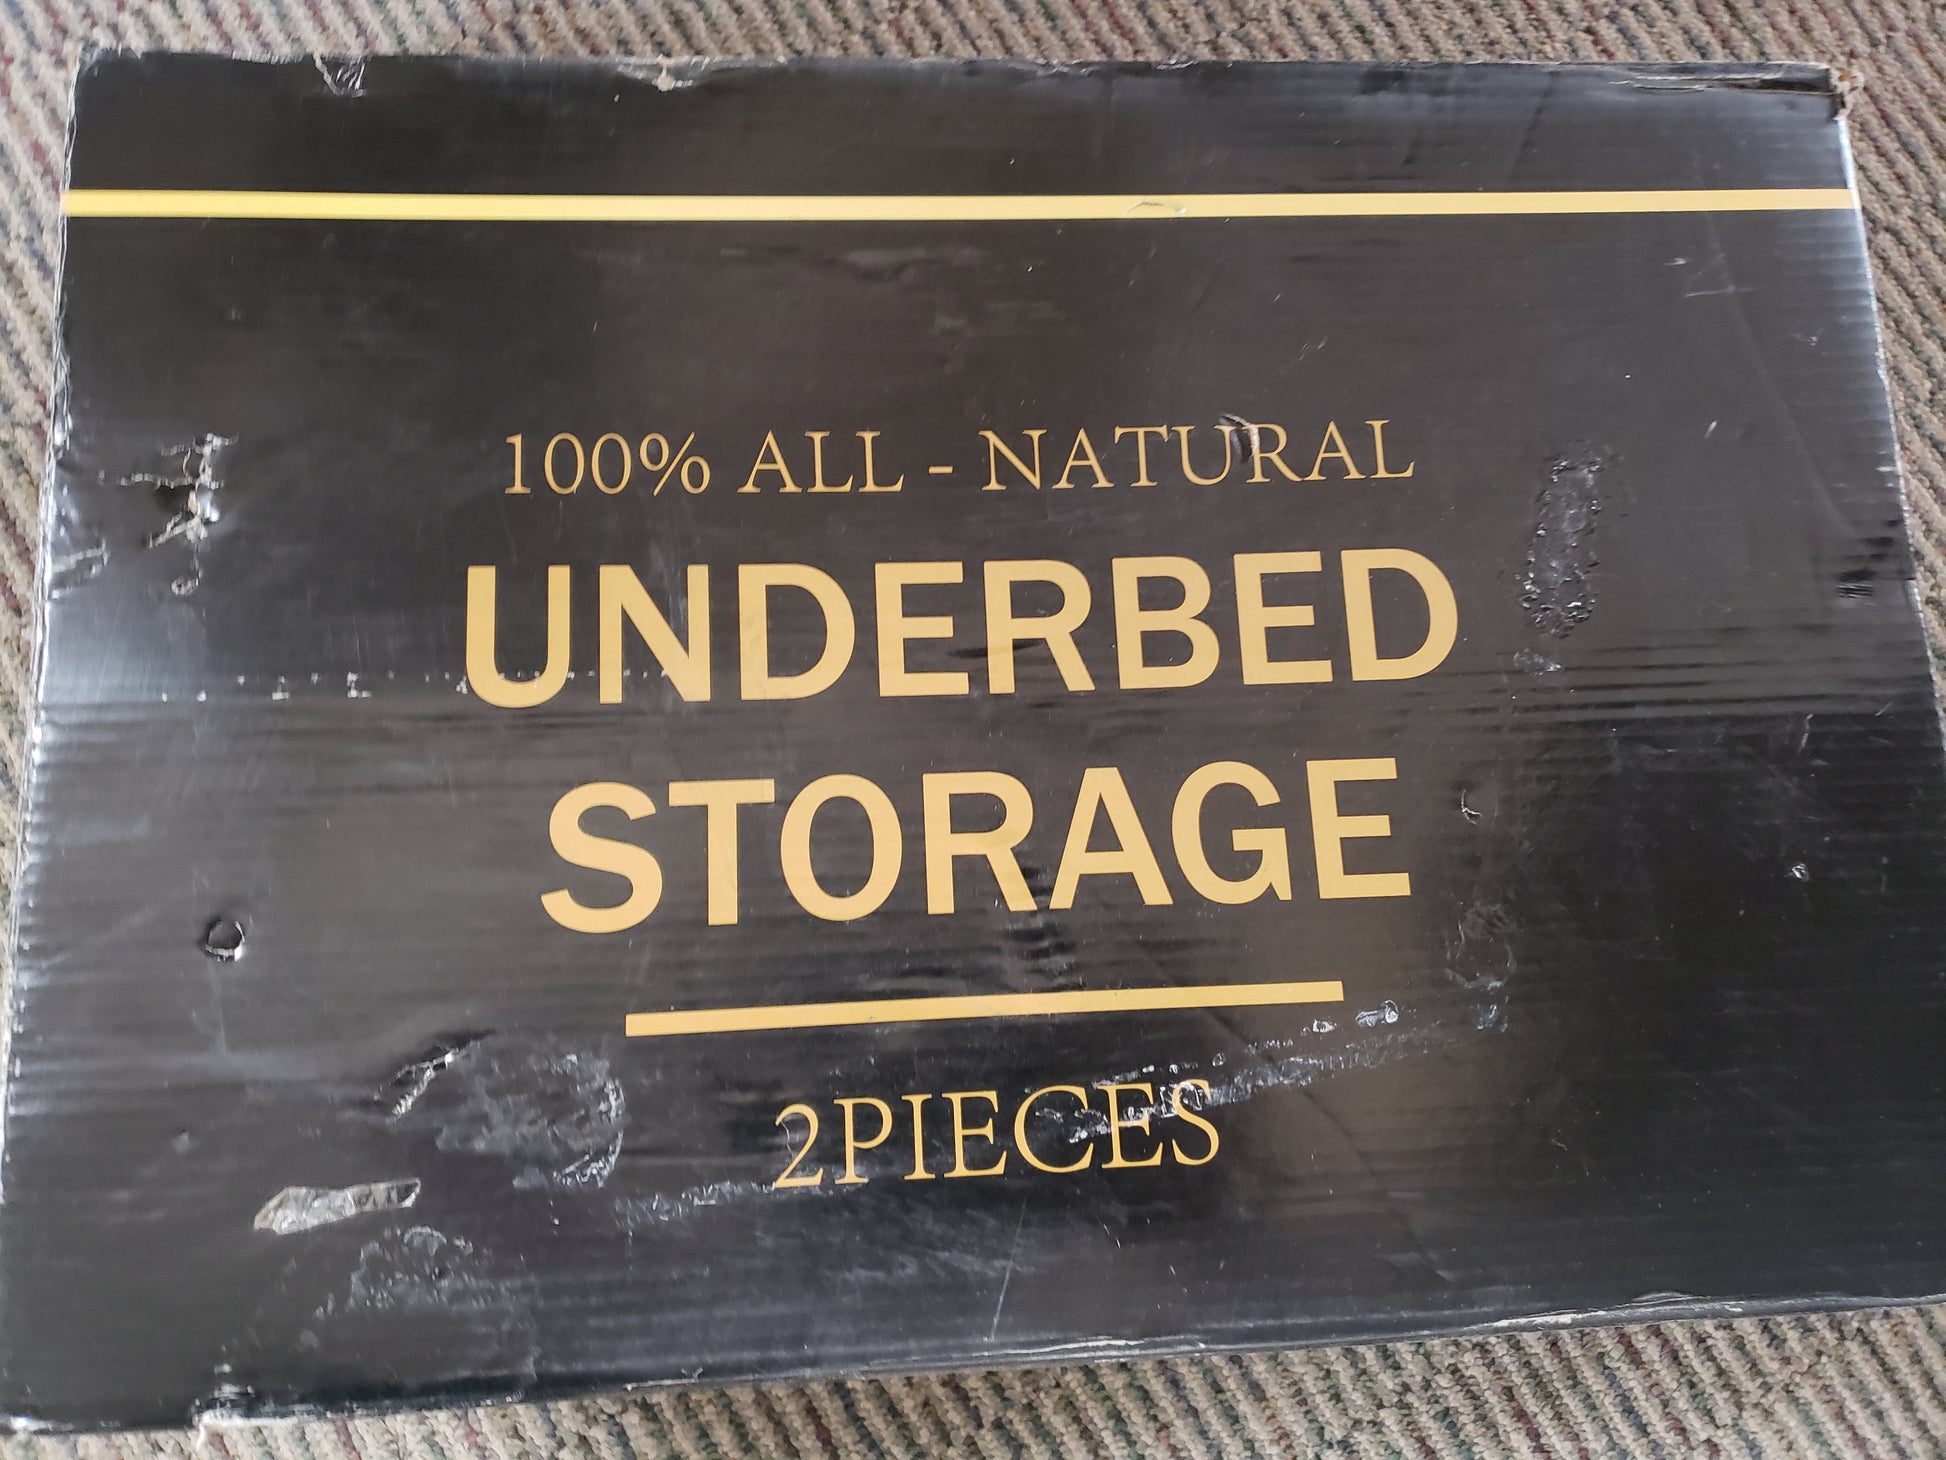 100% ALL - NATURAL
UNDERBED
STORAGE
2PIECES